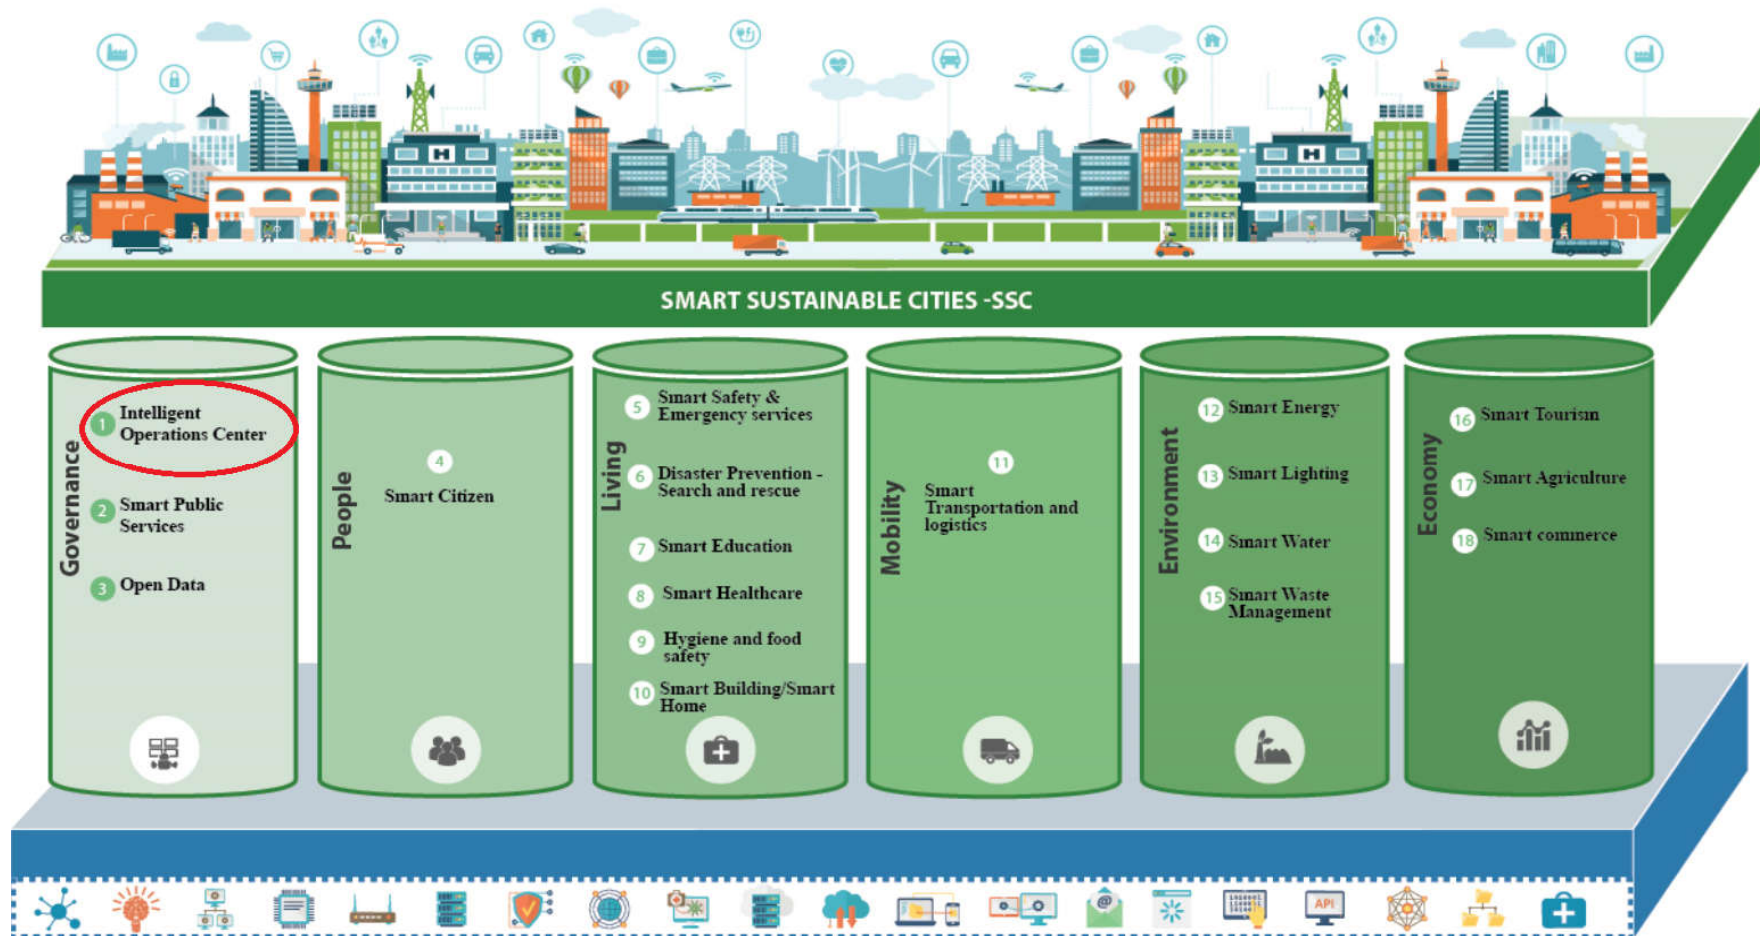 SMART SUSTAINABLE CITIES -SSC
Governance
1
Intelligent
Operations Center
2
Smart Public
Services
3
Open Data
People
4
Smart Citizen
Living
5
Smart Safety &
Emergency services
6
Disaster Prevention -
Search and rescue
7
Smart Education
8
Smart Healthcare
9
Hygiene and food
safety
10
Smart Building/Smart
Home
Mobility
11
Smart
Transportation and
logistics
Environment
12
Smart Energy
13
Smart Lighting
14
Smart Water
15
Smart Waste
Management
Economy
16
Smart Tourism
17
Smart Agriculture
18
Smart commerce
H
H
@
API